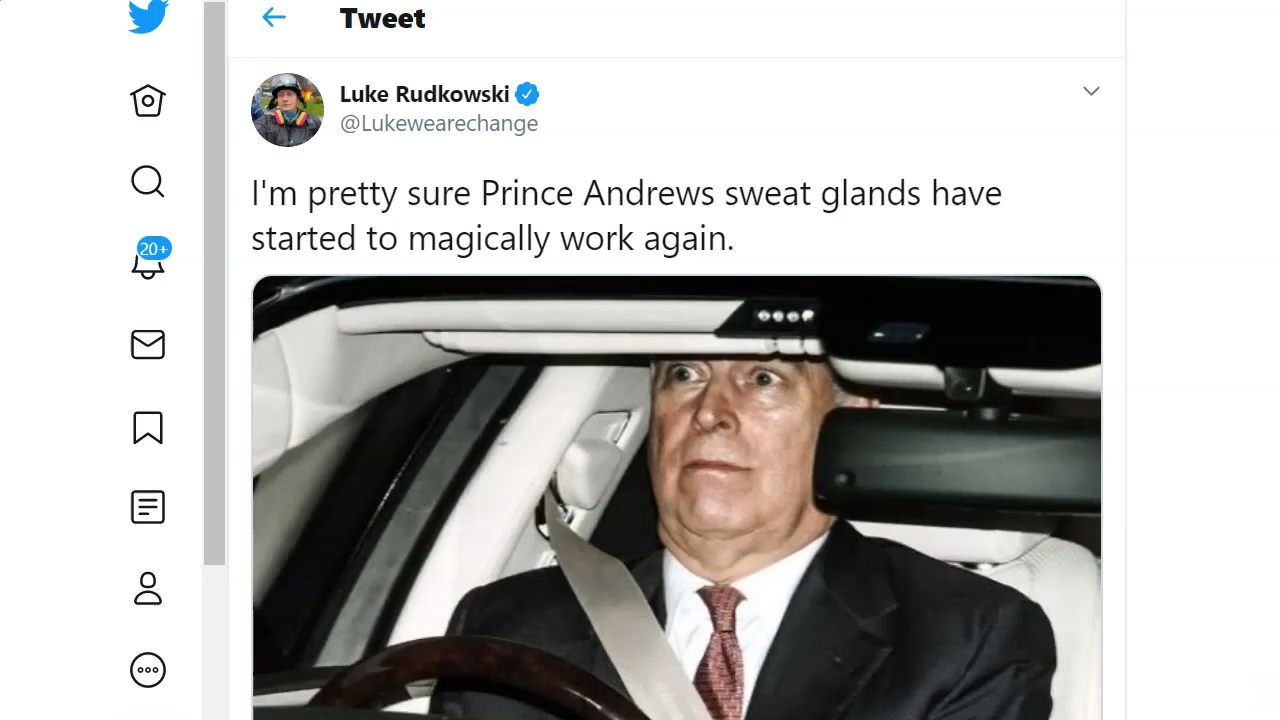 Tweet
Luke Rudkowski
@Lukewearechange
I'm pretty sure Prince Andrews sweat glands have
started to magically work again.
20+